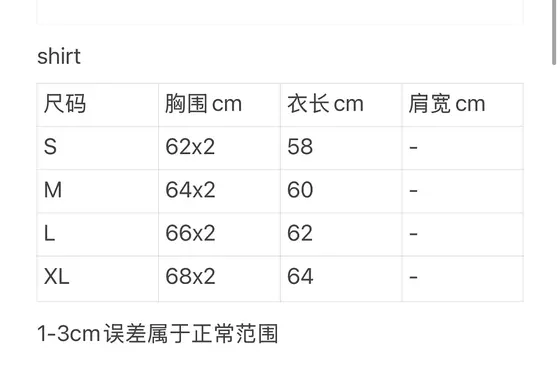 shirt
尺码 胸围cm 衣长cm 肩宽cm
S 62x2 58 -
M 64x2 60 -
L 66x2 62 -
XL 68x2 64 -
1-3cm误差属于正常范围